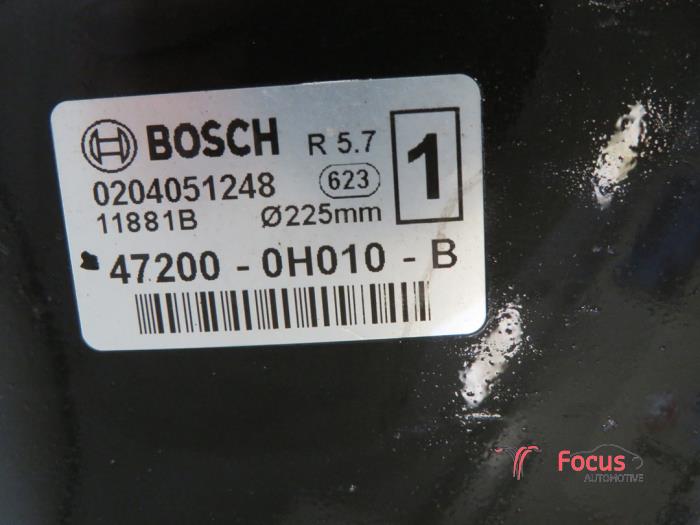 BOSCH R 5.7 1
0204051248 623
11881B Ø225mm
47200 - 0H010 - B
Focus
AUTOMOTIVE